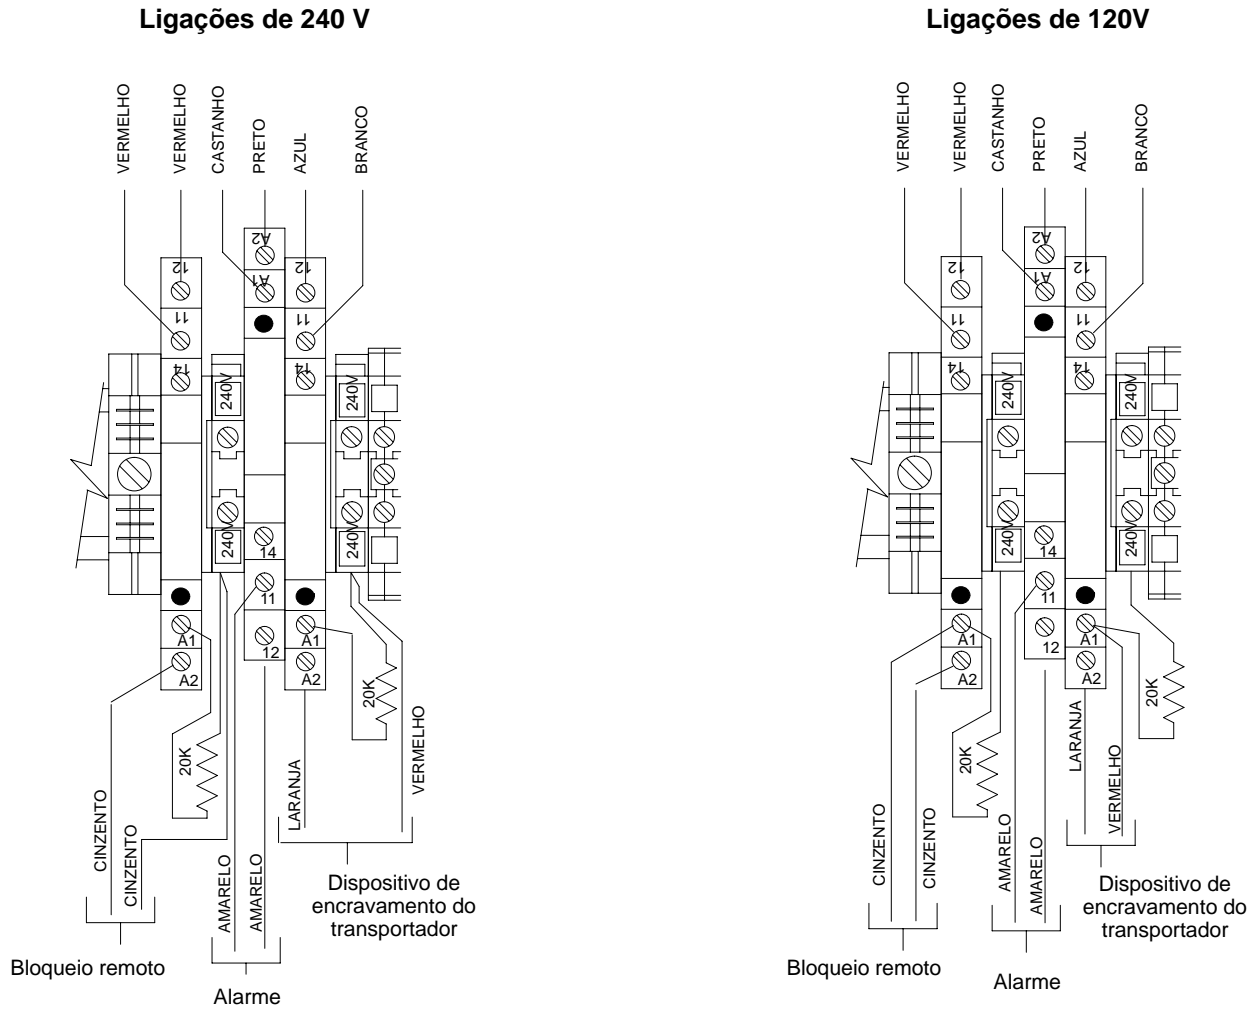 Ligações de 240 V
VERMELHO
VERMELHO
CASTANHO
PRETO
AZUL
BRANCO
A2
12
A1
12
11
11
14
14
240V
240V
240V
240V
14
11
A1
12
A1
A2
A2
20K
20K
VERMELHO
LARANJA
CINZENTO
CINZENTO
AMARELO
AMARELO
Dispositivo de
encravamento do
transportador
Bloqueio remoto
Alarme
Ligações de 120V
VERMELHO
VERMELHO
CASTANHO
PRETO
AZUL
BRANCO
A2
12
A1
12
11
11
14
14
240V
240V
240V
240V
14
11
A1
12
A1
A2
A2
20K
20K
LARANJA
VERMELHO
CINZENTO
CINZENTO
AMARELO
AMARELO
Dispositivo de
encravamento do
transportador
Bloqueio remoto
Alarme